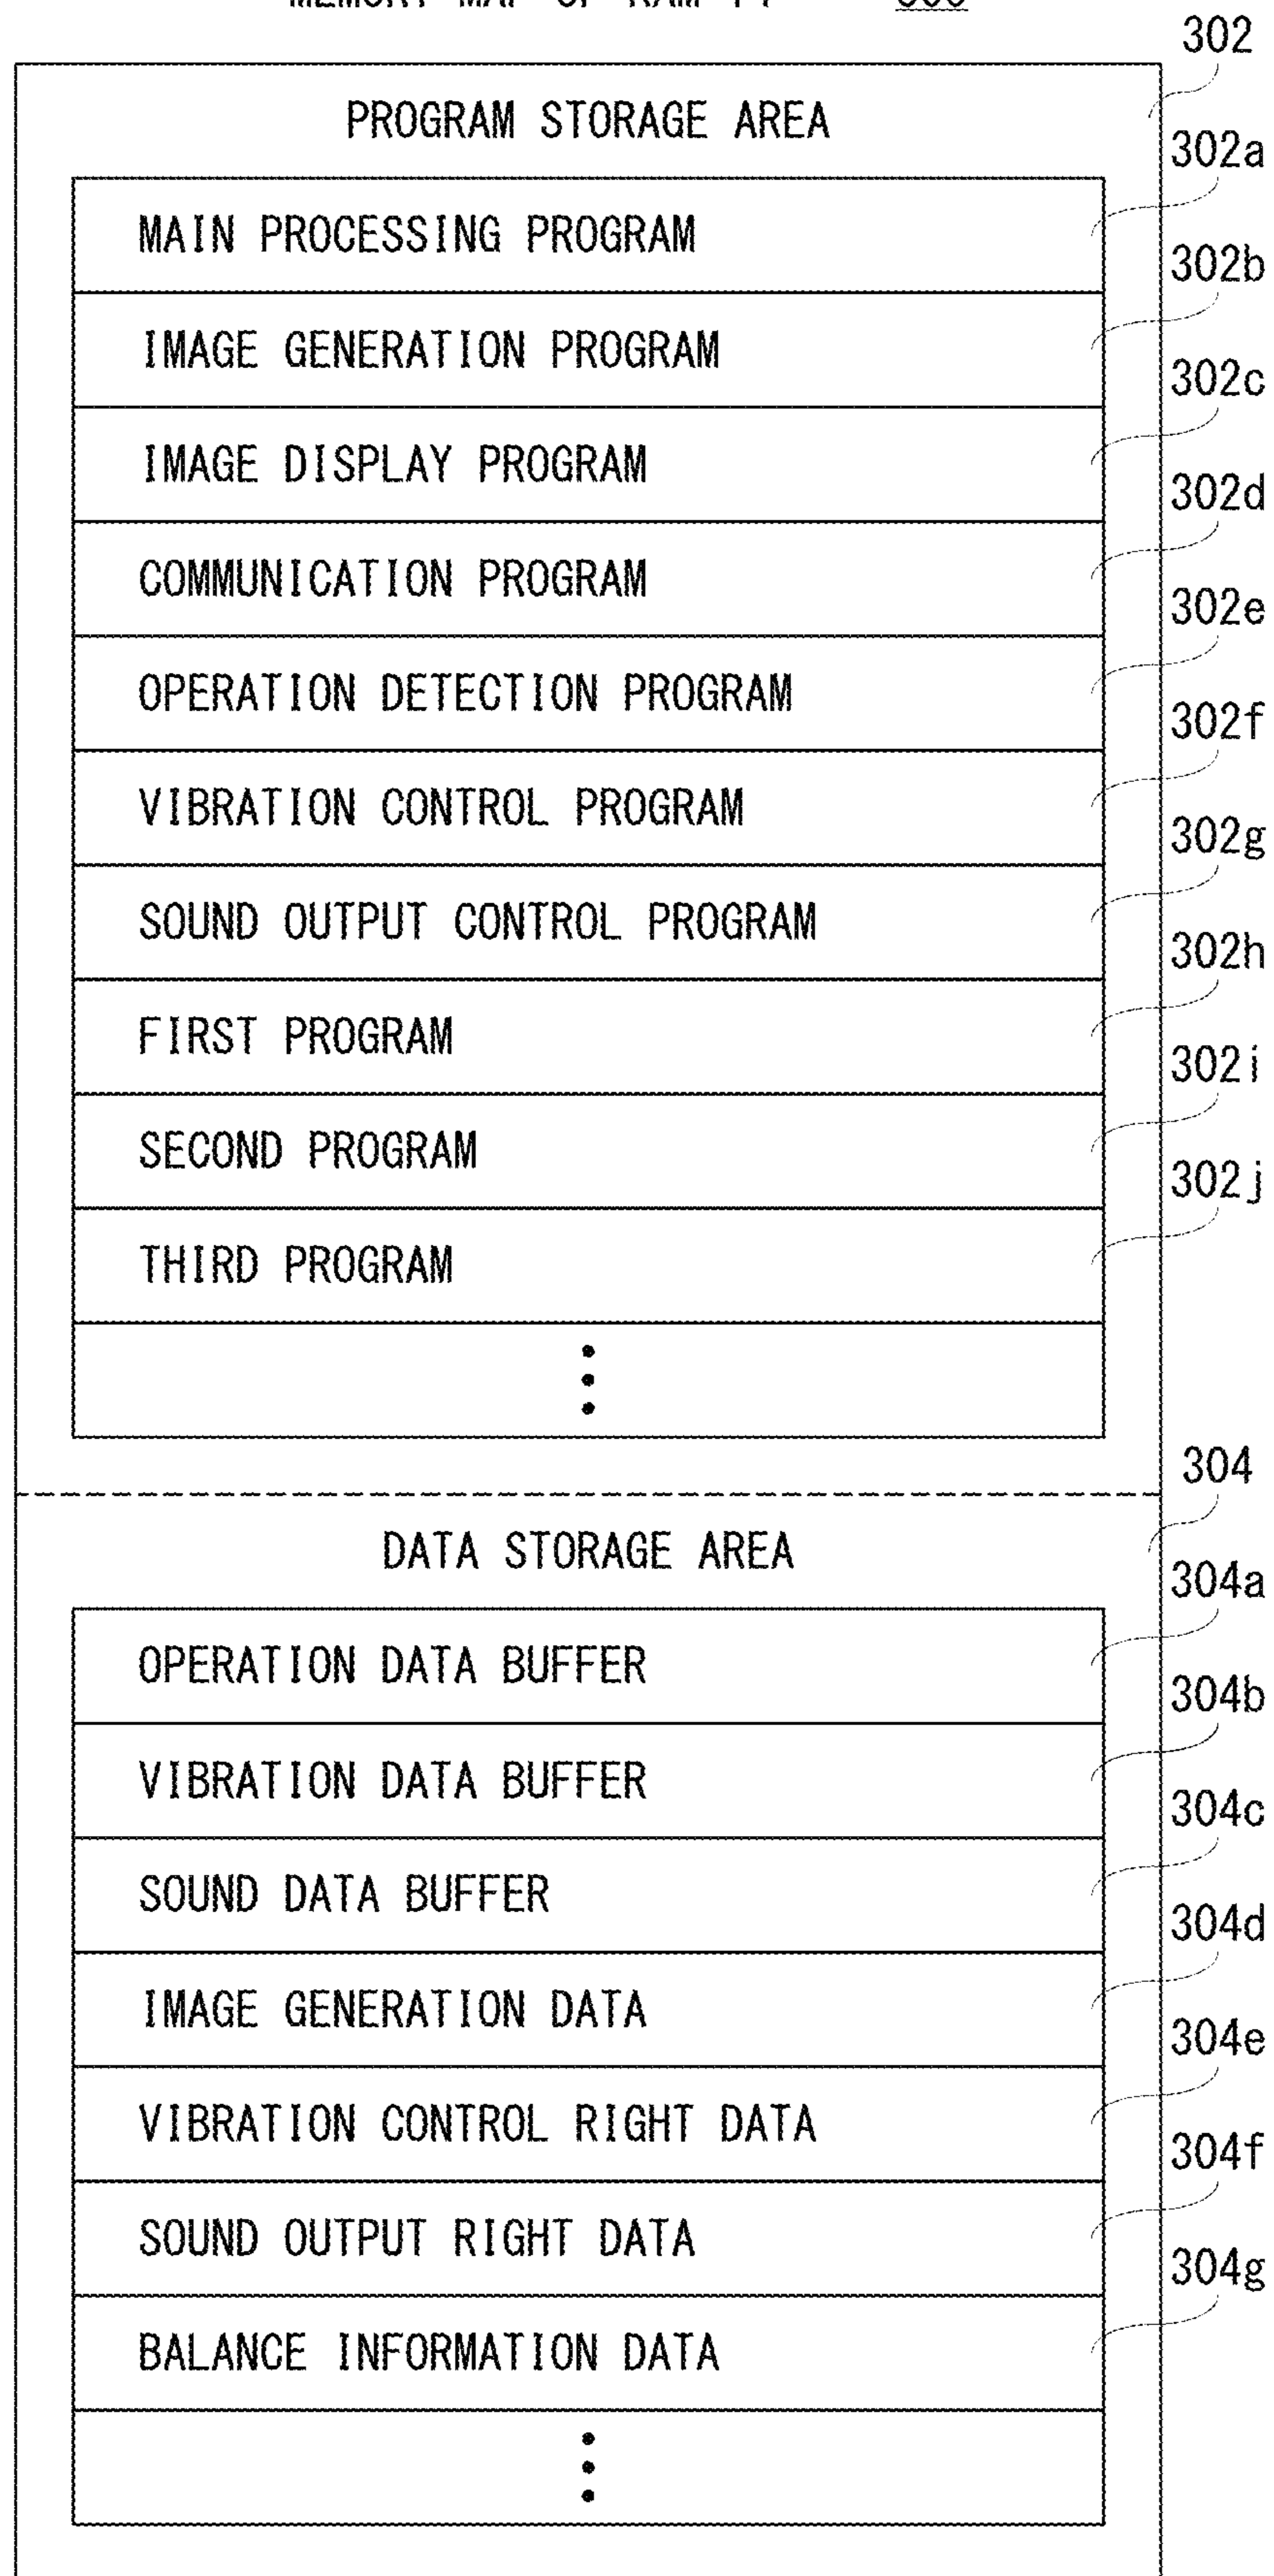 302
PROGRAM STORAGE AREA
302a
MAIN PROCESSING PROGRAM
302b
IMAGE GENERATION PROGRAM
302c
IMAGE DISPLAY PROGRAM
302d
COMMUNICATION PROGRAM
302e
OPERATION DETECTION PROGRAM
302f
VIBRATION CONTROL PROGRAM
302g
SOUND OUTPUT CONTROL PROGRAM
302h
FIRST PROGRAM
302i
SECOND PROGRAM
302j
THIRD PROGRAM
304
DATA STORAGE AREA
304a
OPERATION DATA BUFFER
304b
VIBRATION DATA BUFFER
304c
SOUND DATA BUFFER
304d
IMAGE GENERATION DATA
304e
VIBRATION CONTROL RIGHT DATA
304f
SOUND OUTPUT RIGHT DATA
304g
BALANCE INFORMATION DATA